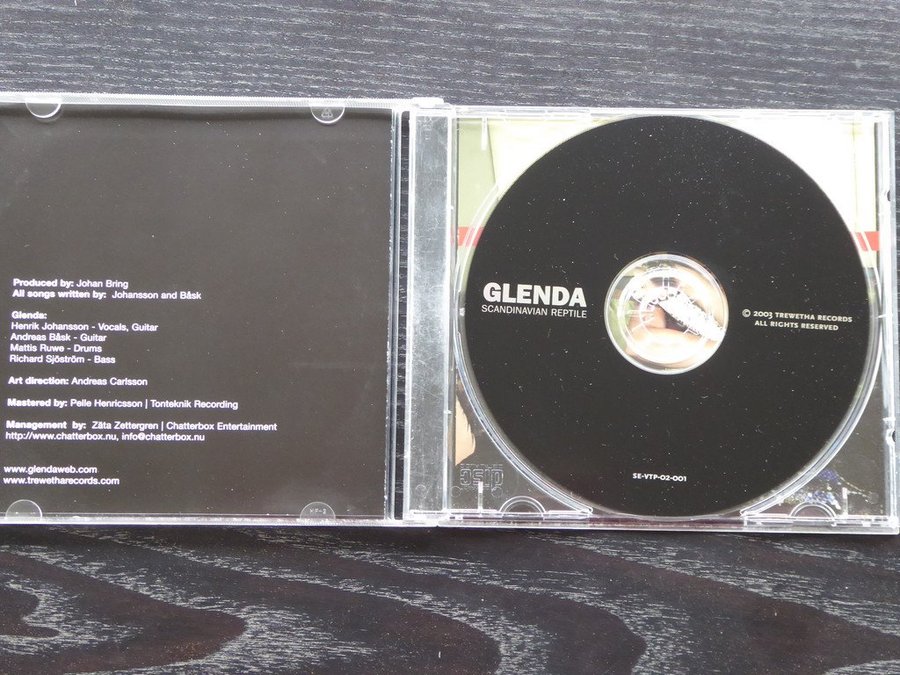 Produced by: Johan Bring
All songs written by: Johansson and Båsk
Glenda:
Henrik Johansson - Vocals, Guitar
Andreas Båsk - Guitar
Mattis Ruwe - Drums
Richard Sjöström - Bass
Art direction: Andreas Carlsson
Mastered by: Pelle Henricsson | Tonteknik Recording
Management by: Zäta Zettergren | Chatterbox Entertainment
http://www.chatterbox.nu, info@chatterbox.nu
www.glendaweb.com
www.trewetharecords.com
GLENDA
SCANDINAVIAN REPTILE
© 2003 TREWETHA RECORDS
ALL RIGHTS RESERVED
SE-VTP-02-001